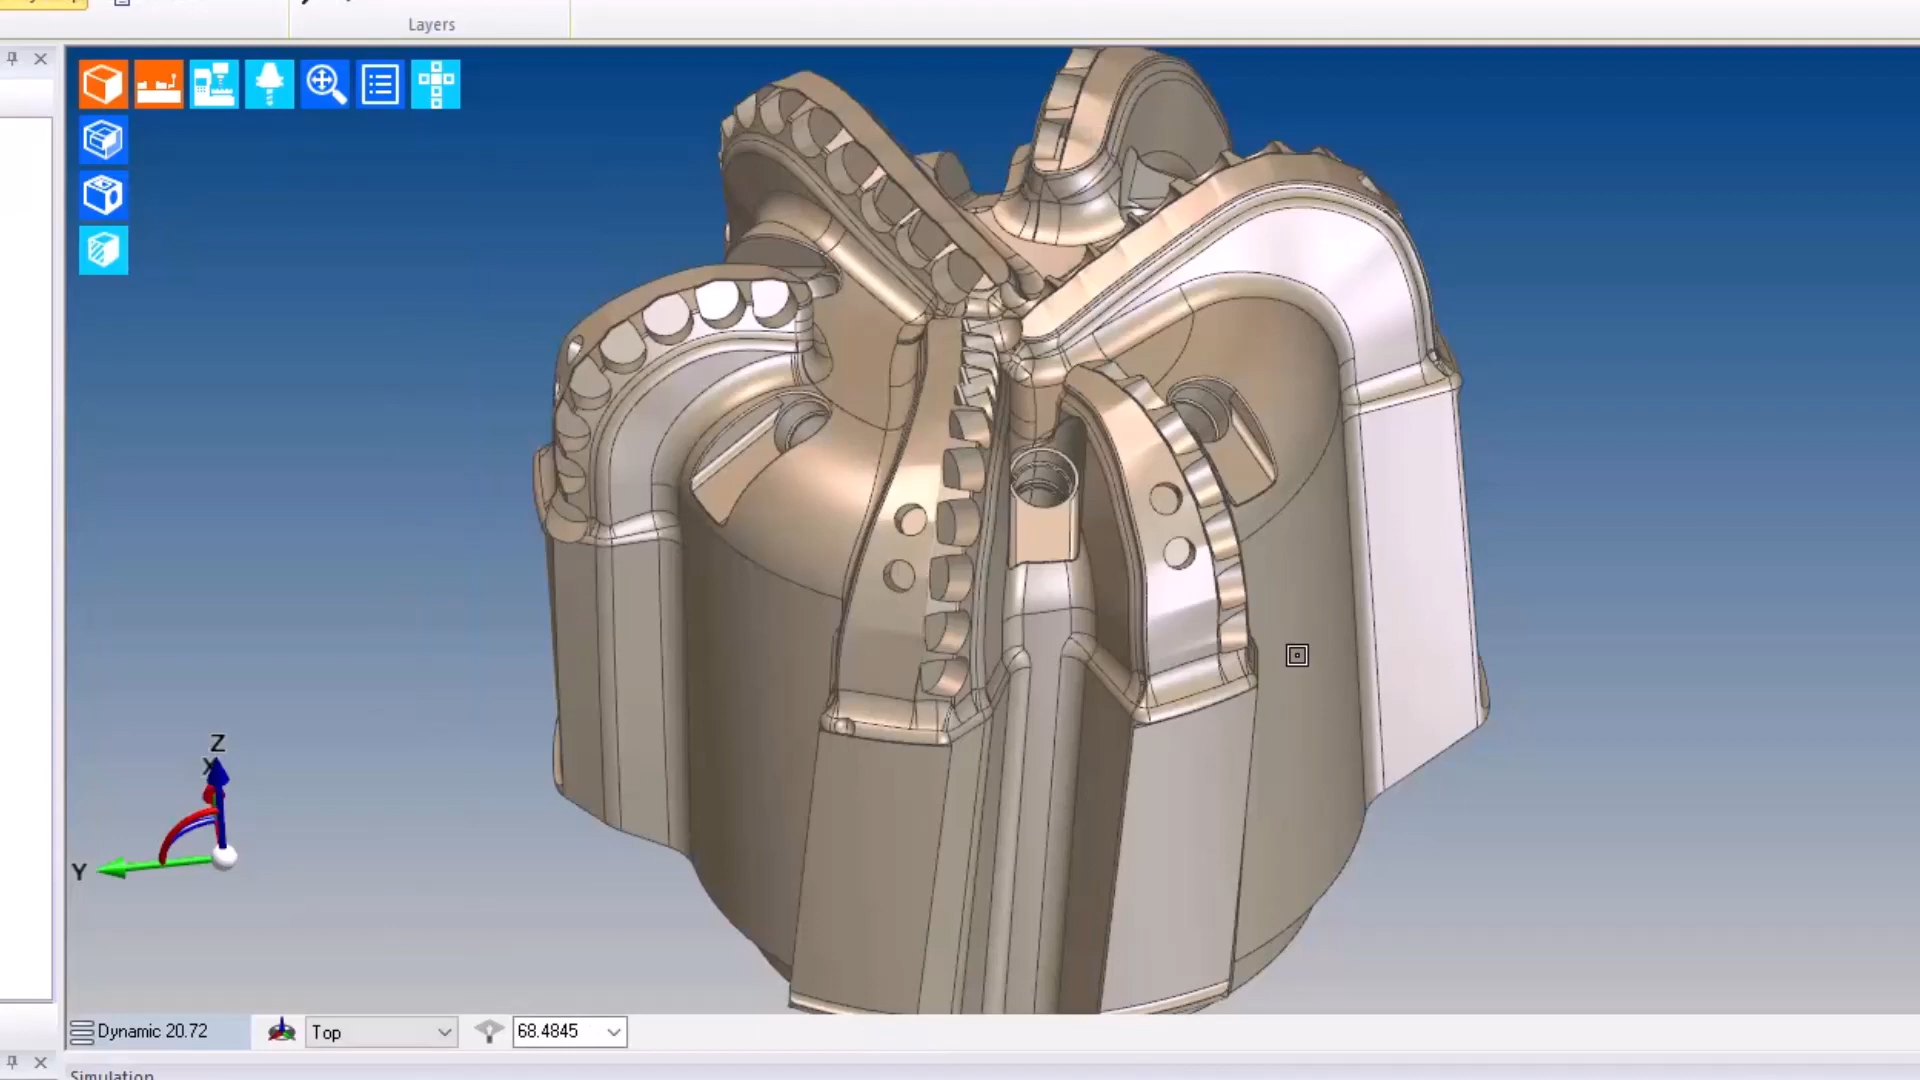 Layers
Z
X
Y
Dynamic 20.72
Top
68.4845
Simulation